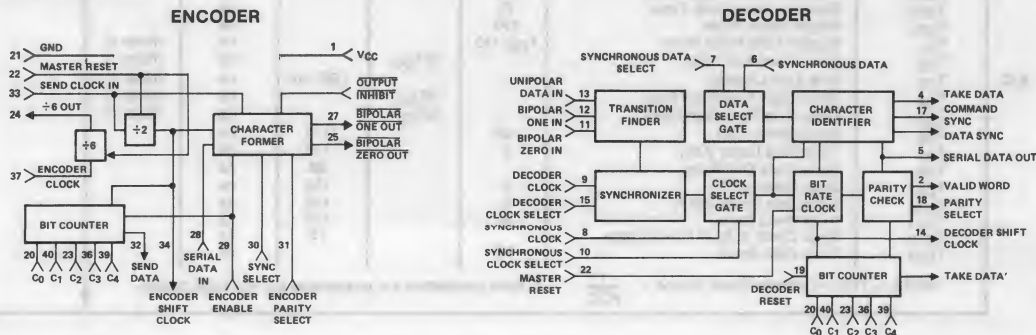 ENCODER
21 GND
22 MASTER RESET
33 SEND CLOCK IN
÷6 OUT
24
÷6
÷2
37 ENCODER
CLOCK
1 VCC
OUTPUT
INHIBIT
CHARACTER
FORMER
27 BIPOLAR
ONE OUT
25 BIPOLAR
ZERO OUT
BIT COUNTER
20 40 23 36 39
C0 C1 C2 C3 C4
32
SEND
DATA
34
ENCODER
SHIFT
CLOCK
28
SERIAL
DATA
IN
29
ENCODER
ENABLE
30
SYNC
SELECT
31
ENCODER
PARITY
SELECT
DECODER
SYNCHRONOUS DATA
SELECT
7
6 SYNCHRONOUS DATA
UNIPOLAR
DATA IN 13
BIPOLAR
ONE IN 12
BIPOLAR
ZERO IN 11
TRANSITION
FINDER
DATA
SELECT
GATE
CHARACTER
IDENTIFIER
4 TAKE DATA
17 COMMAND
SYNC
DATA SYNC
5 SERIAL DATA OUT
DECODER
CLOCK 9
DECODER
CLOCK SELECT 15
SYNCHRONOUS
CLOCK 8
SYNCHRONOUS
CLOCK SELECT 10
MASTER
RESET 22
SYNCHRONIZER
CLOCK
SELECT
GATE
BIT
RATE
CLOCK
PARITY
CHECK
2 VALID WORD
18 PARITY
SELECT
14 DECODER SHIFT
CLOCK
19
DECODER
RESET
BIT COUNTER
TAKE DATA'
20 40 23 36 39
C0 C1 C2 C4